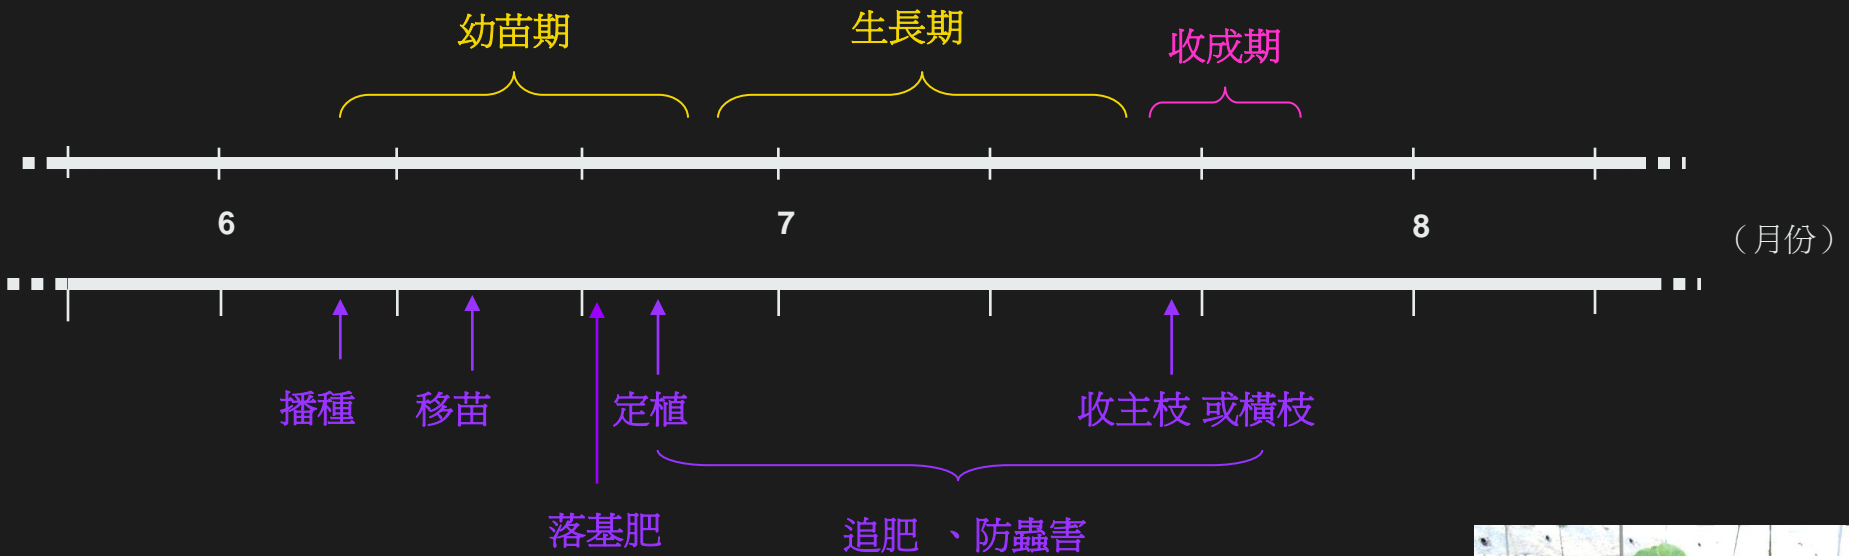 幼苗期 生長期 收成期
6 7 8
（月份）
播種 移苗 定植 收主枝 或橫枝
落基肥 追肥 、防蟲害